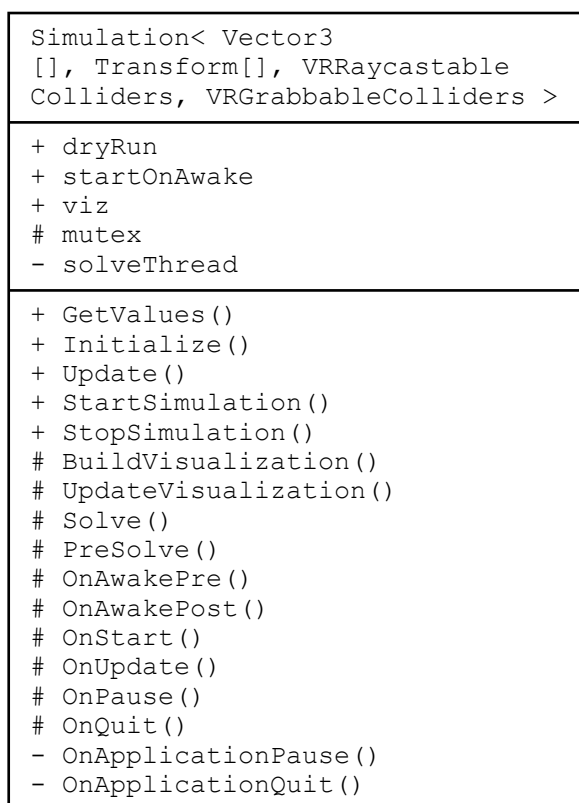 Simulation< Vector3
[], Transform[], VRRaycastable
Colliders, VRGrabbableColliders >
+ dryRun
+ startOnAwake
+ viz
# mutex
- solveThread
+ GetValues()
+ Initialize()
+ Update()
+ StartSimulation()
+ StopSimulation()
# BuildVisualization()
# UpdateVisualization()
# Solve()
# PreSolve()
# OnAwakePre()
# OnAwakePost()
# OnStart()
# OnUpdate()
# OnPause()
# OnQuit()
- OnApplicationPause()
- OnApplicationQuit()